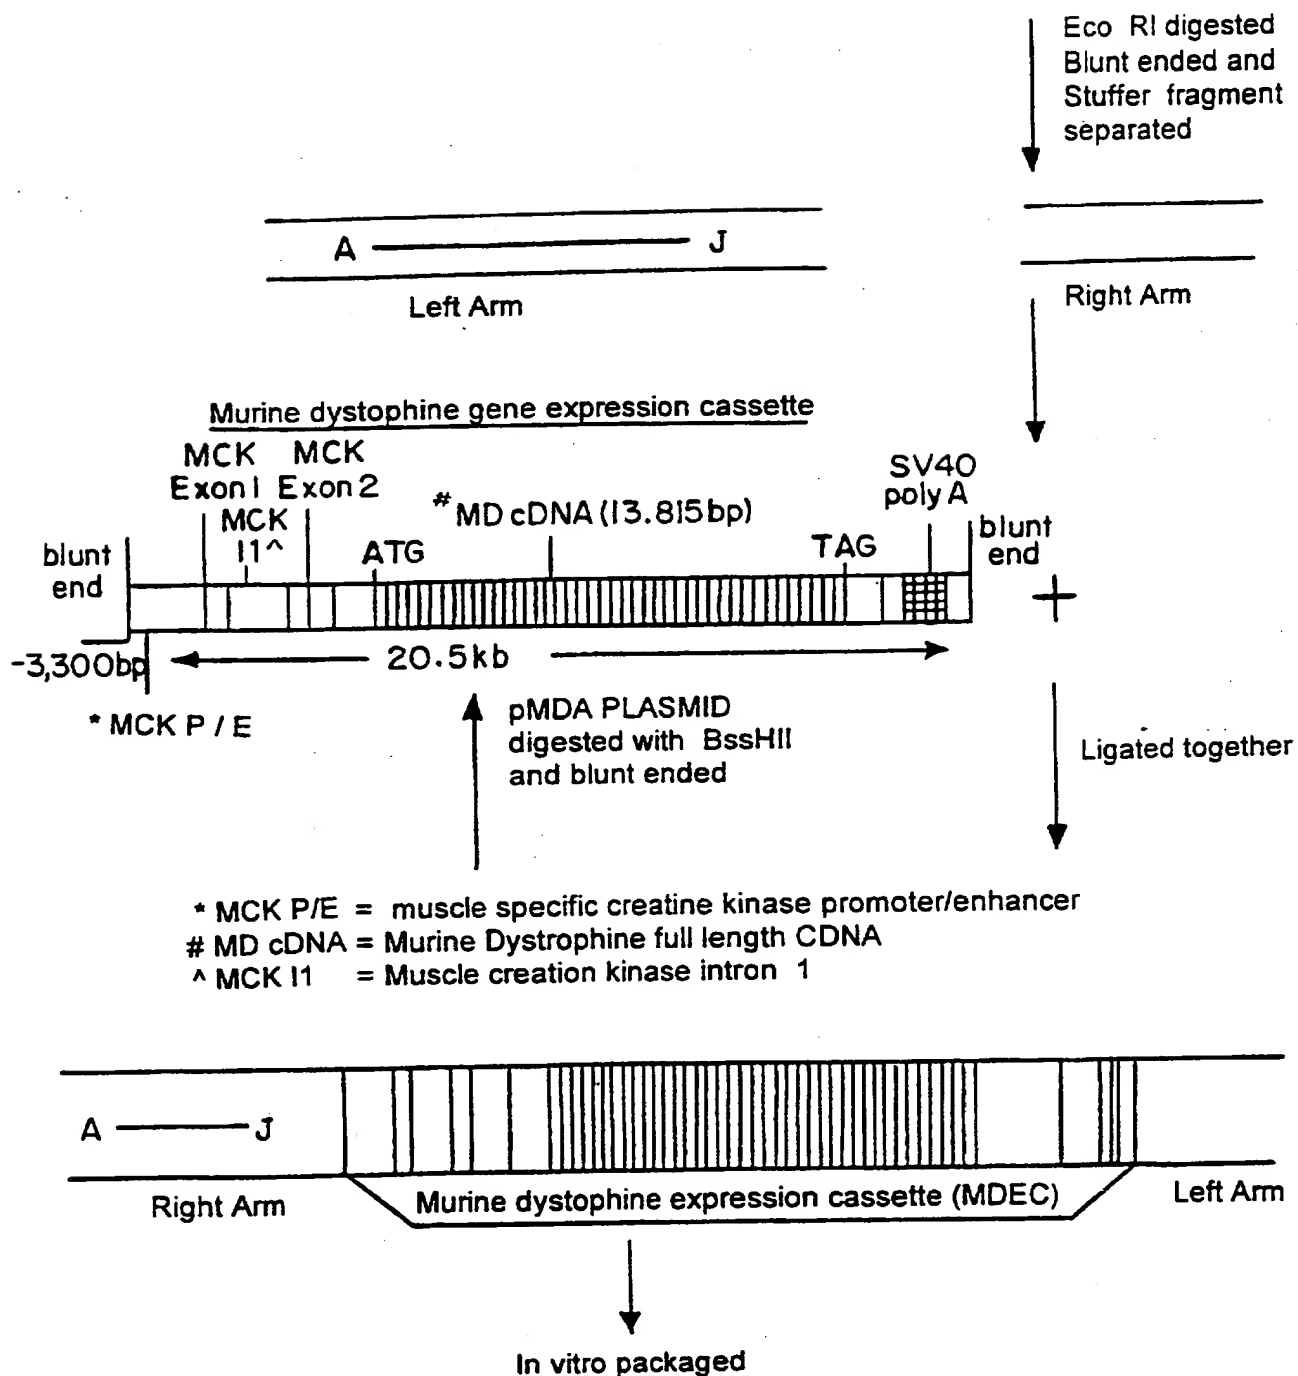 Eco RI digested
Blunt ended and
Stuffer fragment
separated
A J
Left Arm
Right Arm
Murine dystophine gene expression cassette
MCK MCK
Exon1 Exon2
MCK
I1^
ATG
#MD cDNA (13.815bp)
TAG
SV40
poly A
blunt
end
blunt
end
+
-3,300bp
20.5kb
* MCK P / E
pMDA PLASMID
digested with BssHII
and blunt ended
Ligated together
* MCK P/E = muscle specific creatine kinase promoter/enhancer
# MD cDNA = Murine Dystrophine full length CDNA
^ MCK I1 = Muscle creation kinase intron 1
A J
Right Arm
Murine dystophine expression cassette (MDEC)
Left Arm
In vitro packaged